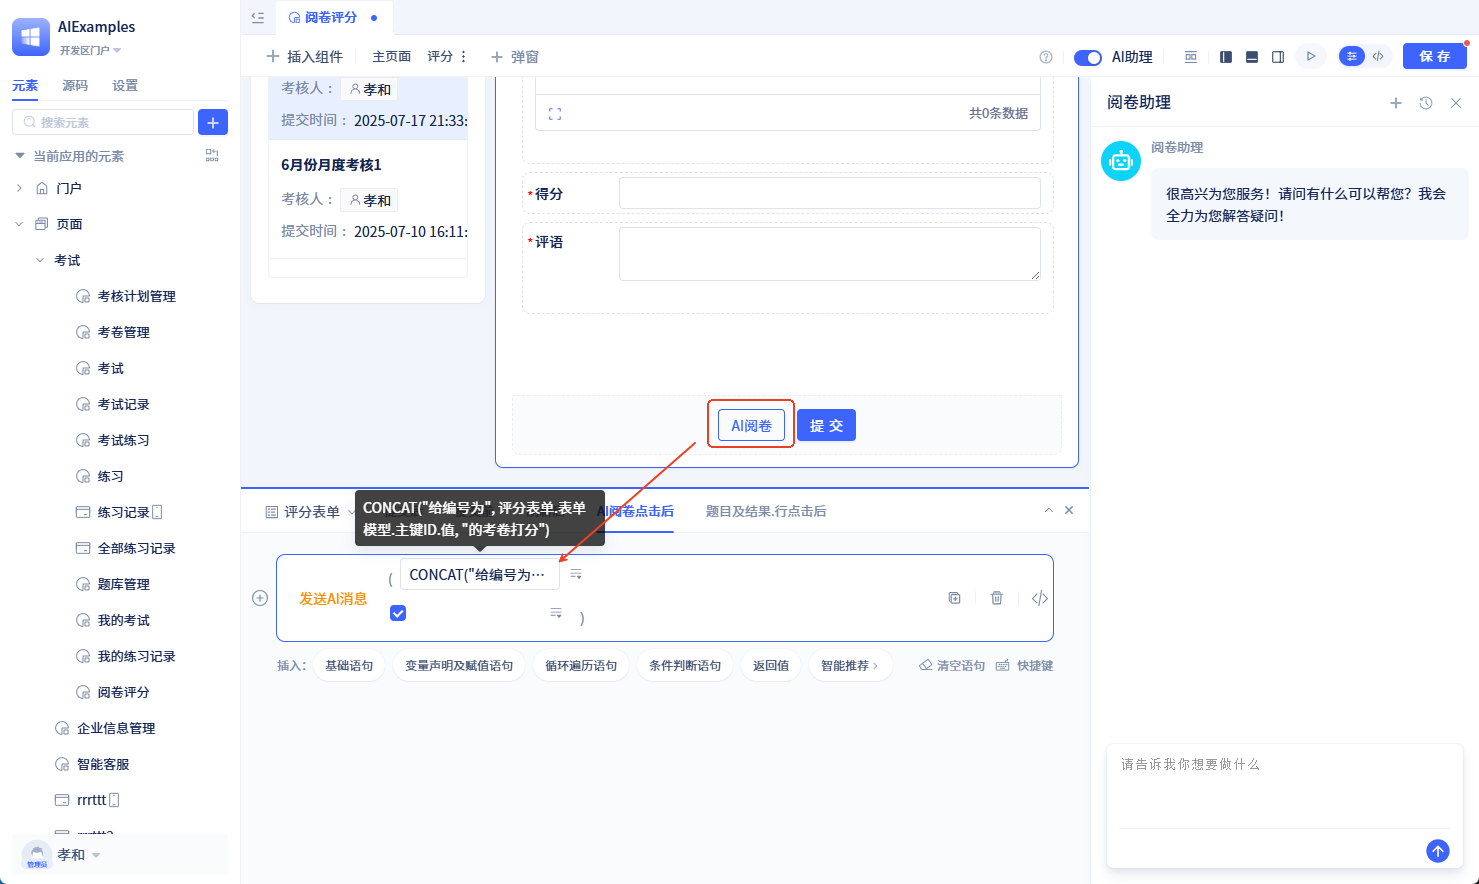 AIExamples
开发区门户
元素 源码 设置
搜索元素
当前应用的元素
门户
页面
考试
考核计划管理
考卷管理
考试
考试记录
考试练习
练习
练习记录
全部练习记录
题库管理
我的考试
我的练习记录
阅卷评分
企业信息管理
智能客服
rrrttt
管理员
孝和
阅卷评分
插入组件 主页面 评分 弹窗
AI助理
保 存
考核人： 孝和
提交时间： 2025-07-17 21:33:
6月份月度考核1
考核人： 孝和
提交时间： 2025-07-10 16:11:
共0条数据
*得分
*评语
AI阅卷 提 交
评分表单
AI阅卷点击后 题目及结果.行点击后
CONCAT("给编号为", 评分表单.表单
模型.主键ID.值, "的考卷打分")
发送AI消息 ( CONCAT("给编号为⋯
)
插入： 基础语句 变量声明及赋值语句 循环遍历语句 条件判断语句 返回值 智能推荐 清空语句 快捷键
阅卷助理
阅卷助理
很高兴为您服务！请问有什么可以帮您？我会
全力为您解答疑问！
请告诉我你想要做什么